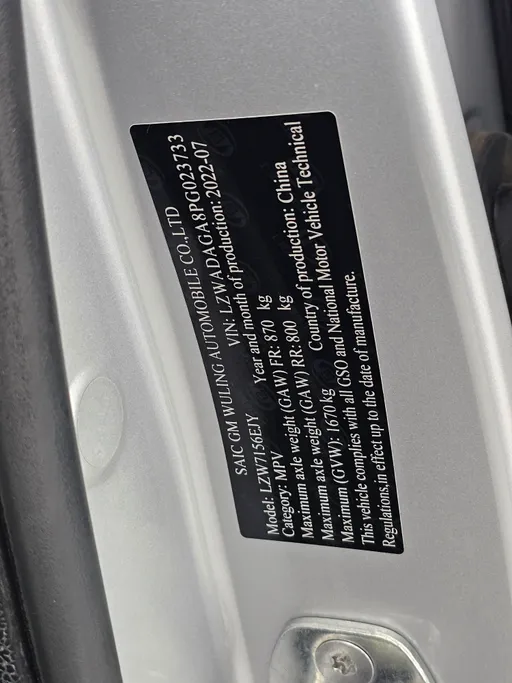 SAIC GM WULING AUTOMOBILE CO.,LTD
VIN: LZWADAGA8PG023733
Model: LZW7156EJY Year and month of production: 2022-07
Category: MPV
Maximum axle weight (GAW) FR: 870 kg
Maximum axle weight (GAW) RR: 800 kg
Maximum (GVW): 1670 kg Country of production: China
This vehicle complies with all GSO and National Motor Vehicle Technical
Regulations,in effect up to the date of manufacture.